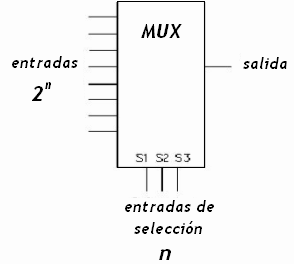 MUX
entradas
2ⁿ
salida
S1 S2 S3
entradas de
selección
n